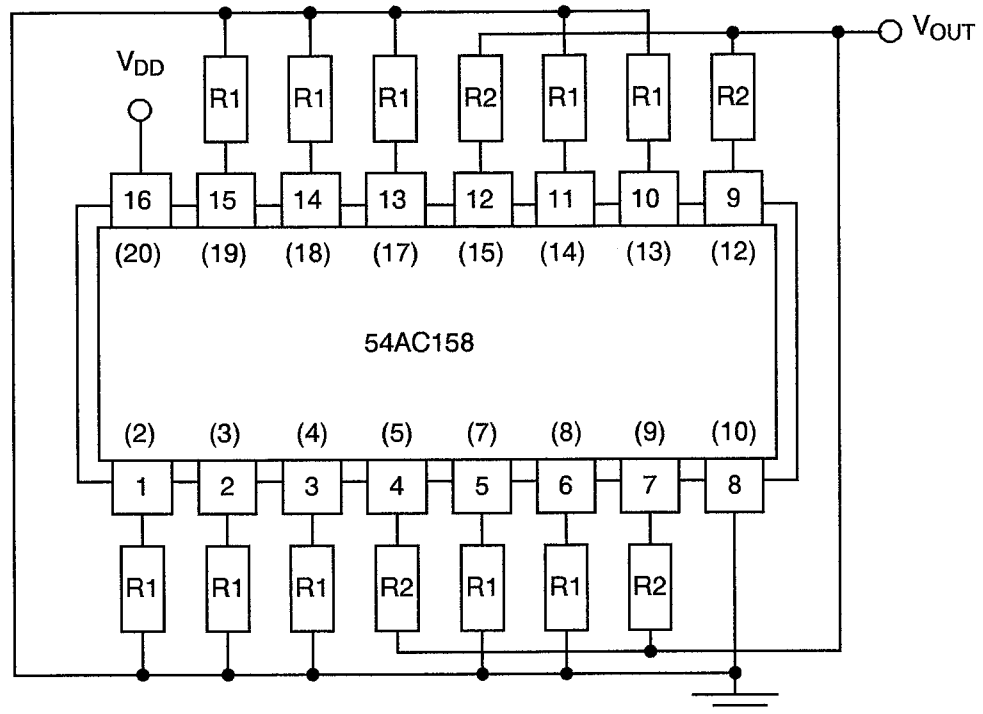 V_OUT
V_DD
R1 R1 R1 R2 R1 R1 R2
16 15 14 13 12 11 10 9
(20) (19) (18) (17) (15) (14) (13) (12)
54AC158
(2) (3) (4) (5) (7) (8) (9) (10)
1 2 3 4 5 6 7 8
R1 R1 R1 R2 R1 R1 R2